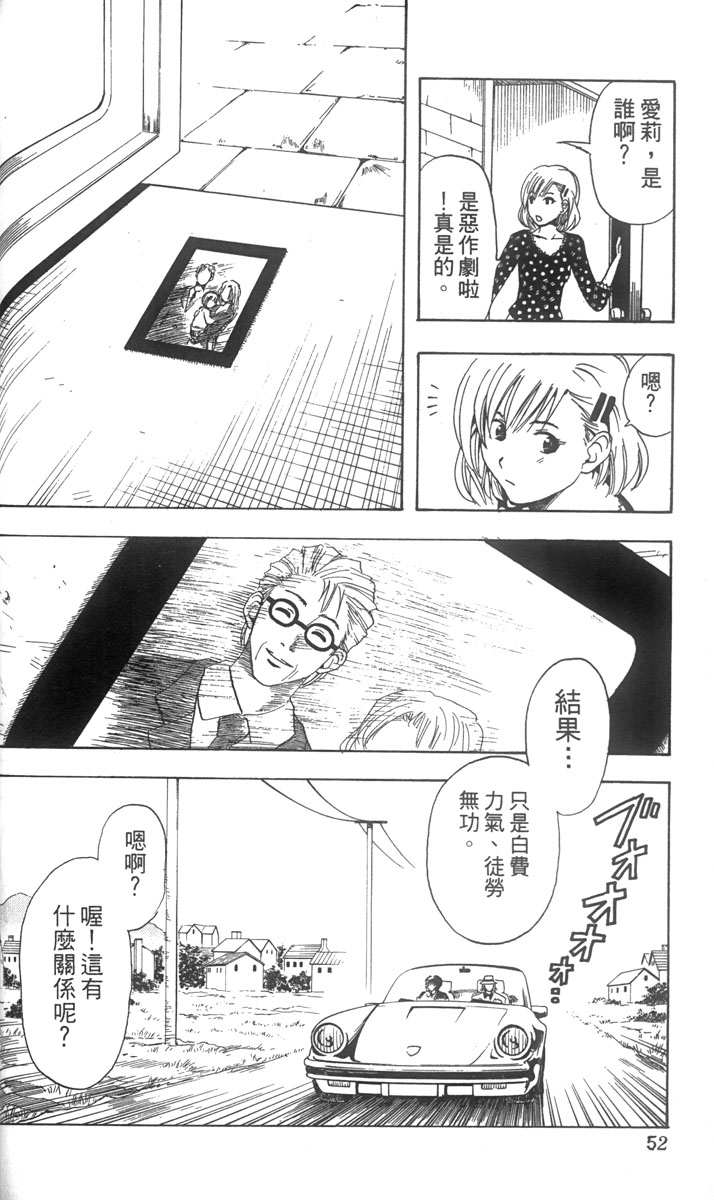 愛莉，是
誰啊？
是惡作劇啦
！真是的。
嗯？
結果…
只是白費
力氣、徒勞
無功。
ブオオオオォ…
嗯啊？
喔！這有
什麼關係呢？
52